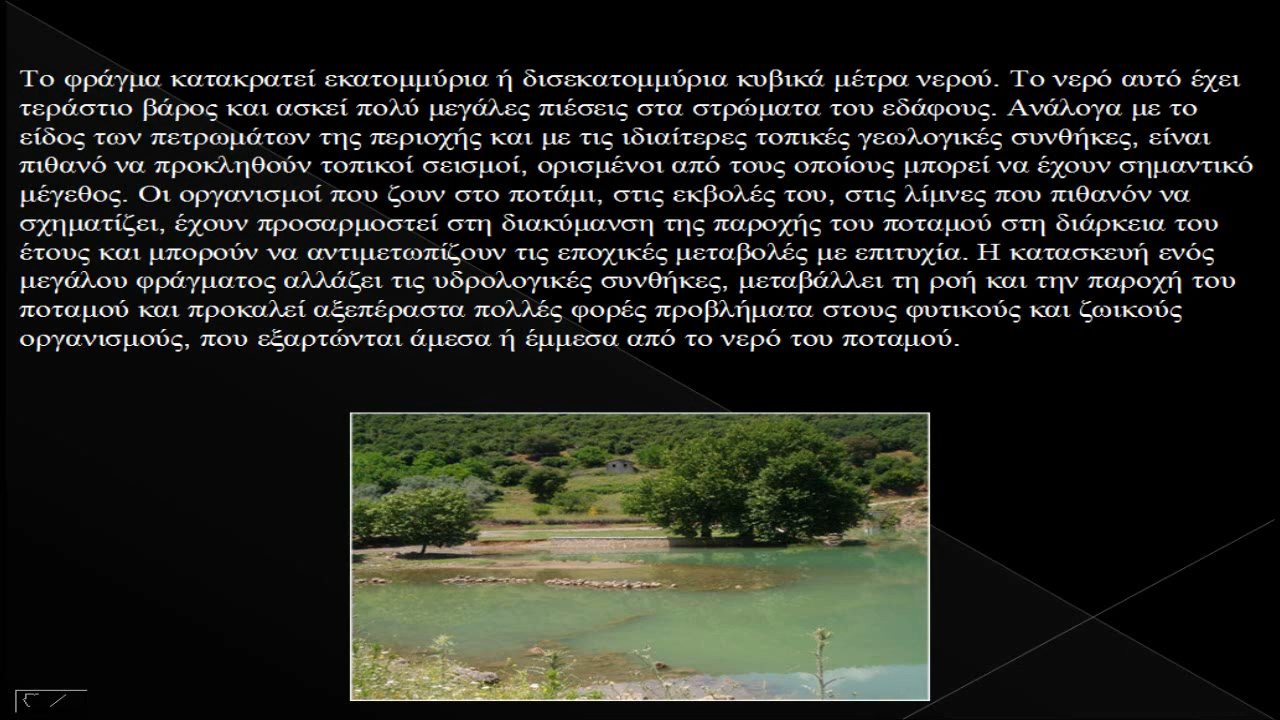 Το φράγμα κατακρατεί εκατομμύρια ή δισεκατομμύρια κυβικά μέτρα νερού. Το νερό αυτό έχει
τεράστιο βάρος και ασκεί πολύ μεγάλες πιέσεις στα στρώματα του εδάφους. Ανάλογα με το
είδος των πετρωμάτων της περιοχής και με τις ιδιαίτερες τοπικές γεωλογικές συνθήκες, είναι
πιθανό να προκληθούν τοπικοί σεισμοί, ορισμένοι από τους οποίους μπορεί να έχουν σημαντικό
μέγεθος. Οι οργανισμοί που ζουν στο ποτάμι, στις εκβολές του, στις λίμνες που πιθανόν να
σχηματίζει, έχουν προσαρμοστεί στη διακύμανση της παροχής του ποταμού στη διάρκεια του
έτους και μπορούν να αντιμετωπίζουν τις εποχικές μεταβολές με επιτυχία. Η κατασκευή ενός
μεγάλου φράγματος αλλάζει τις υδρολογικές συνθήκες, μεταβάλλει τη ροή και την παροχή του
ποταμού και προκαλεί αξεπέραστα πολλές φορές προβλήματα στους φυτικούς και ζωικούς
οργανισμούς, που εξαρτώνται άμεσα ή έμμεσα από το νερό του ποταμού.